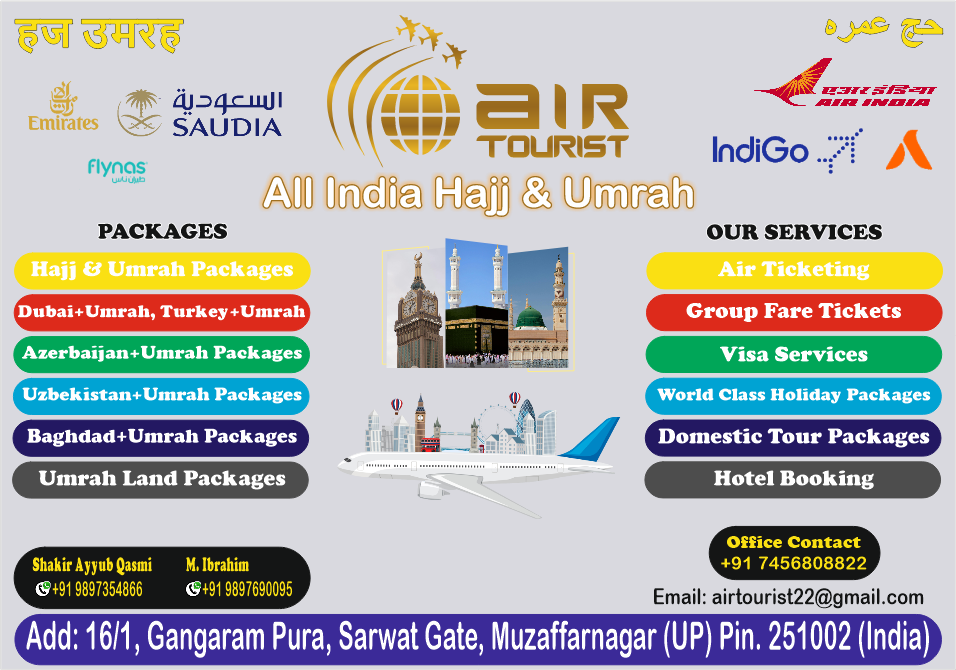 हज उमरह
حج عمره
Emirates
السعودية
SAUDIA
flynas
طيران ناس
AIR
TOURIST
एअर इंडिया
AIR INDIA
IndiGo
All India Hajj & Umrah
PACKAGES
Hajj & Umrah Packages
Dubai+Umrah, Turkey+Umrah
Azerbaijan+Umrah Packages
Uzbekistan+Umrah Packages
Baghdad+Umrah Packages
Umrah Land Packages
OUR SERVICES
Air Ticketing
Group Fare Tickets
Visa Services
World Class Holiday Packages
Domestic Tour Packages
Hotel Booking
Shakir Ayyub Qasmi
+91 9897354866
M. Ibrahim
+91 9897690095
Office Contact
+91 7456808822
Email: airtourist22@gmail.com
Add: 16/1, Gangaram Pura, Sarwat Gate, Muzaffarnagar (UP) Pin. 251002 (India)